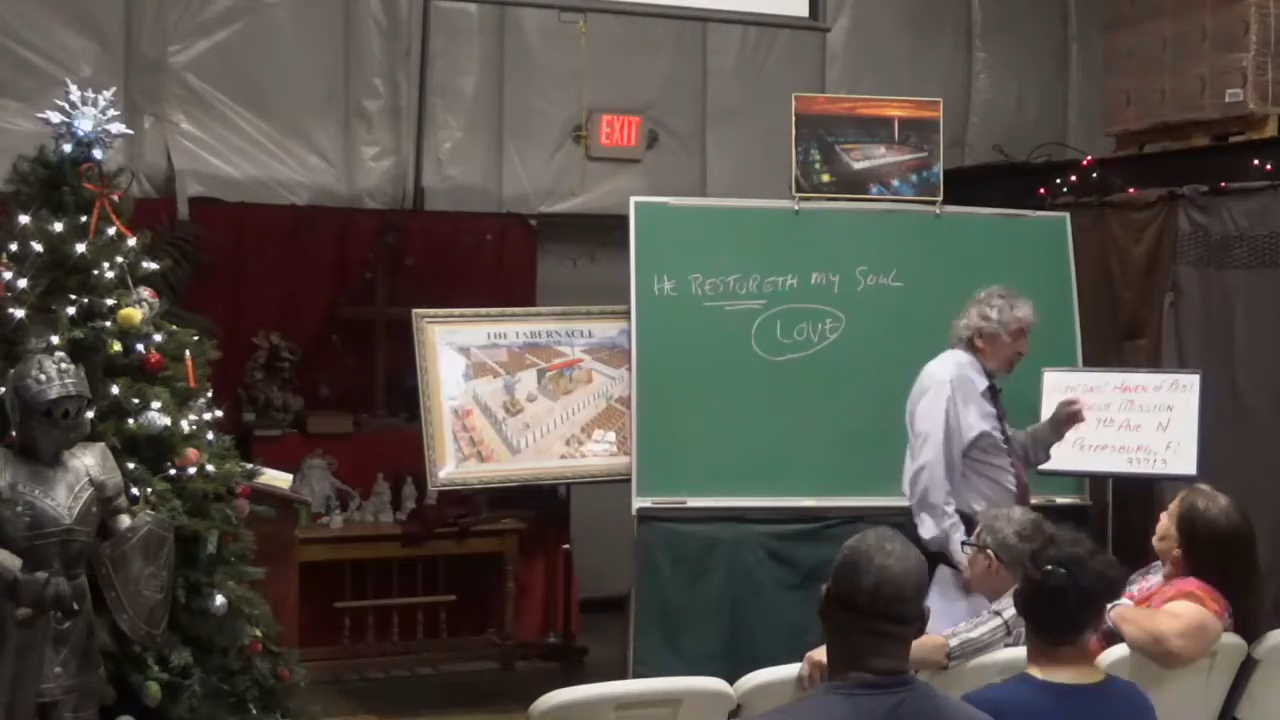 EXIT
HE RESTORETH MY SOUL
LOVE
THE TABERNACLE
HAVEN of REST
MISSION
9th AVE N
PETERSBURG, FL
33713